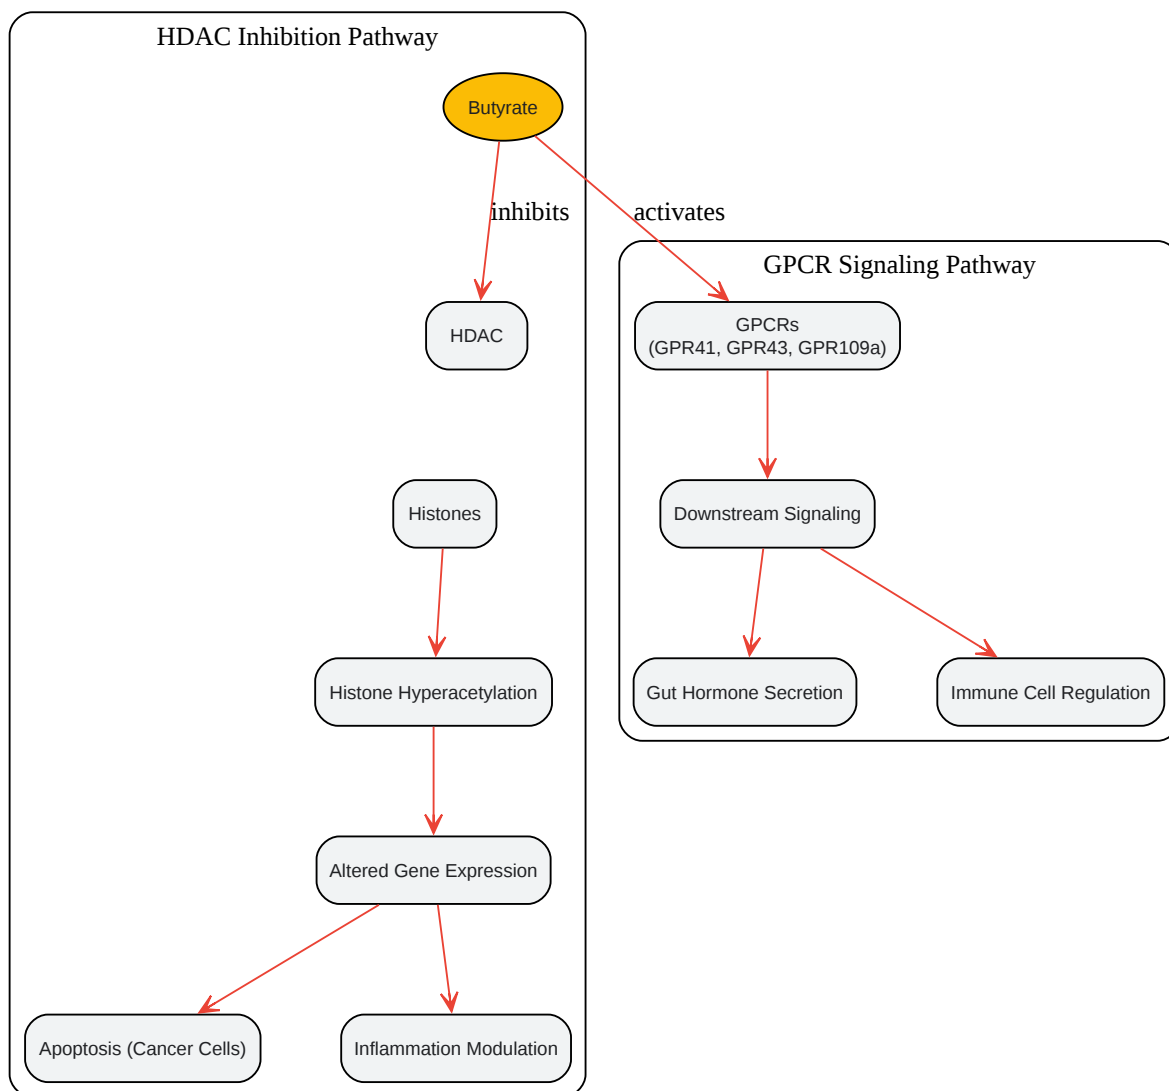 HDAC Inhibition Pathway
Butyrate
inhibits
activates
GPCR Signaling Pathway
HDAC
GPCRs
(GPR41, GPR43, GPR109a)
Histones
Downstream Signaling
Histone Hyperacetylation
Gut Hormone Secretion
Immune Cell Regulation
Altered Gene Expression
Apoptosis (Cancer Cells)
Inflammation Modulation